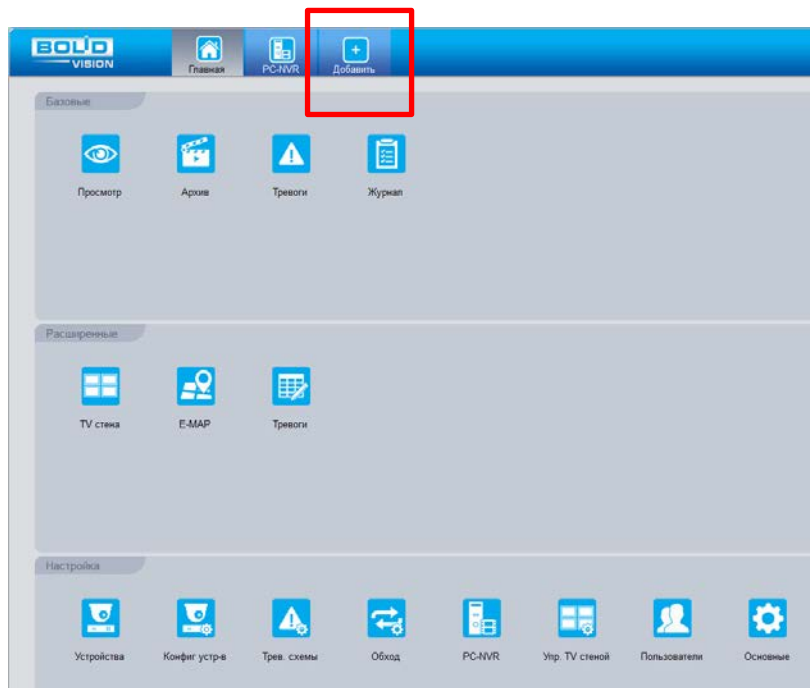 BOLID
VISION
Главная
PC-NVR
Добавить
Базовые
Просмотр
Архив
Тревоги
Журнал
Расширенные
TV стена
E-MAP
Тревоги
Настройка
Устройства
Конфиг устр-в
Трев. схемы
Обход
PC-NVR
Упр. TV стеной
Пользователи
Основные